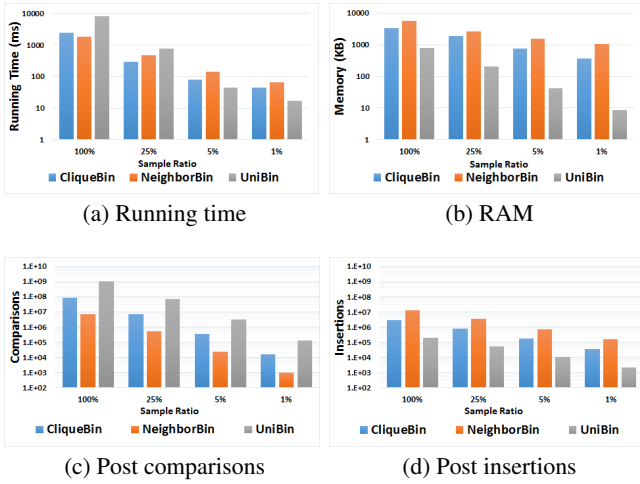 Running Time (ms)
10000
1000
100
10
1
100% 25% 5% 1%
Sample Ratio
CliqueBin NeighborBin UniBin
(a) Running time
Memory (KB)
10000
1000
100
10
1
100% 25% 5% 1%
Sample Ratio
CliqueBin NeighborBin UniBin
(b) RAM
Comparisons
1.E+10
1.E+09
1.E+08
1.E+07
1.E+06
1.E+05
1.E+04
1.E+03
1.E+02
100% 25% 5% 1%
Sample Ratio
CliqueBin NeighborBin UniBin
(c) Post comparisons
Insertions
1.E+10
1.E+09
1.E+08
1.E+07
1.E+06
1.E+05
1.E+04
1.E+03
1.E+02
100% 25% 5% 1%
Sample Ratio
CliqueBin NeighborBin UniBin
(d) Post insertions